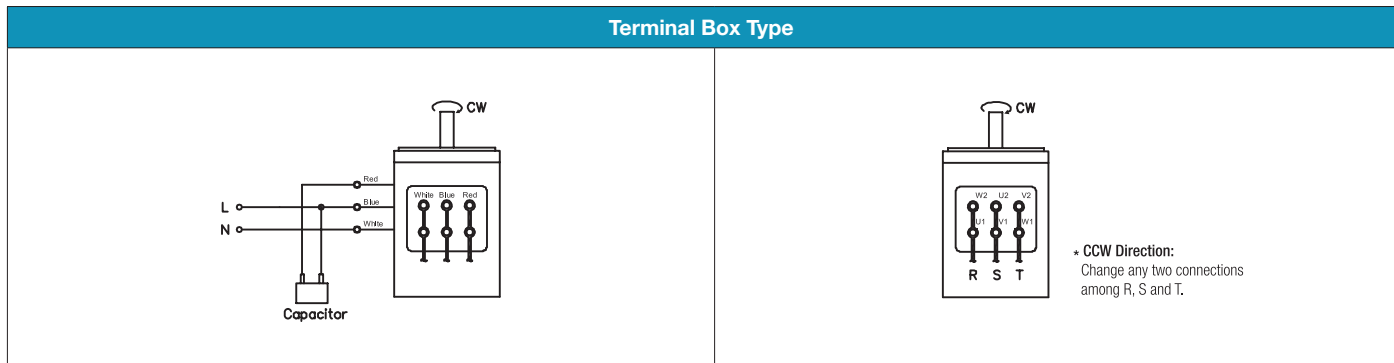 Terminal Box Type
CW
Red
White Blue Red
L
Blue
N
White
Capacitor
CW
W2 U2 V2
U1 V1 W1
R S T
* CCW Direction:
Change any two connections
among R, S and T.